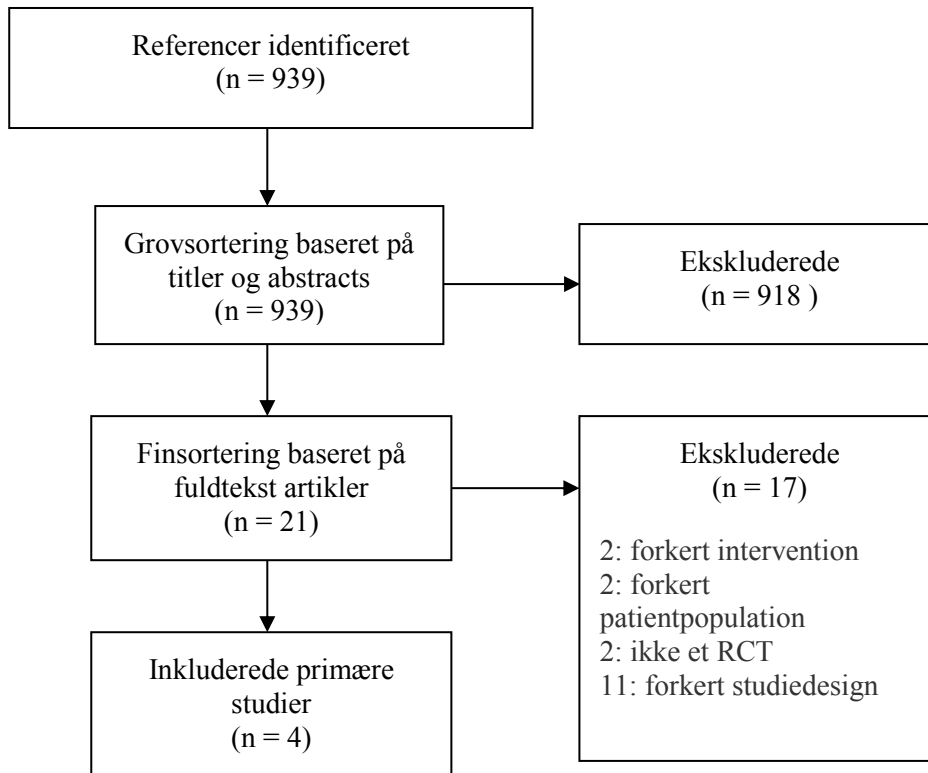 Referencer identificeret
(n = 939)
Grovsortering baseret på
titler og abstracts
(n = 939)
Ekskluderede
(n = 918 )
Finsortering baseret på
fuldtekst artikler
(n = 21)
Ekskluderede
(n = 17)
2: forkert intervention
2: forkert
patientpopulation
2: ikke et RCT
11: forkert studiedesign
Inkluderede primære
studier
(n = 4)